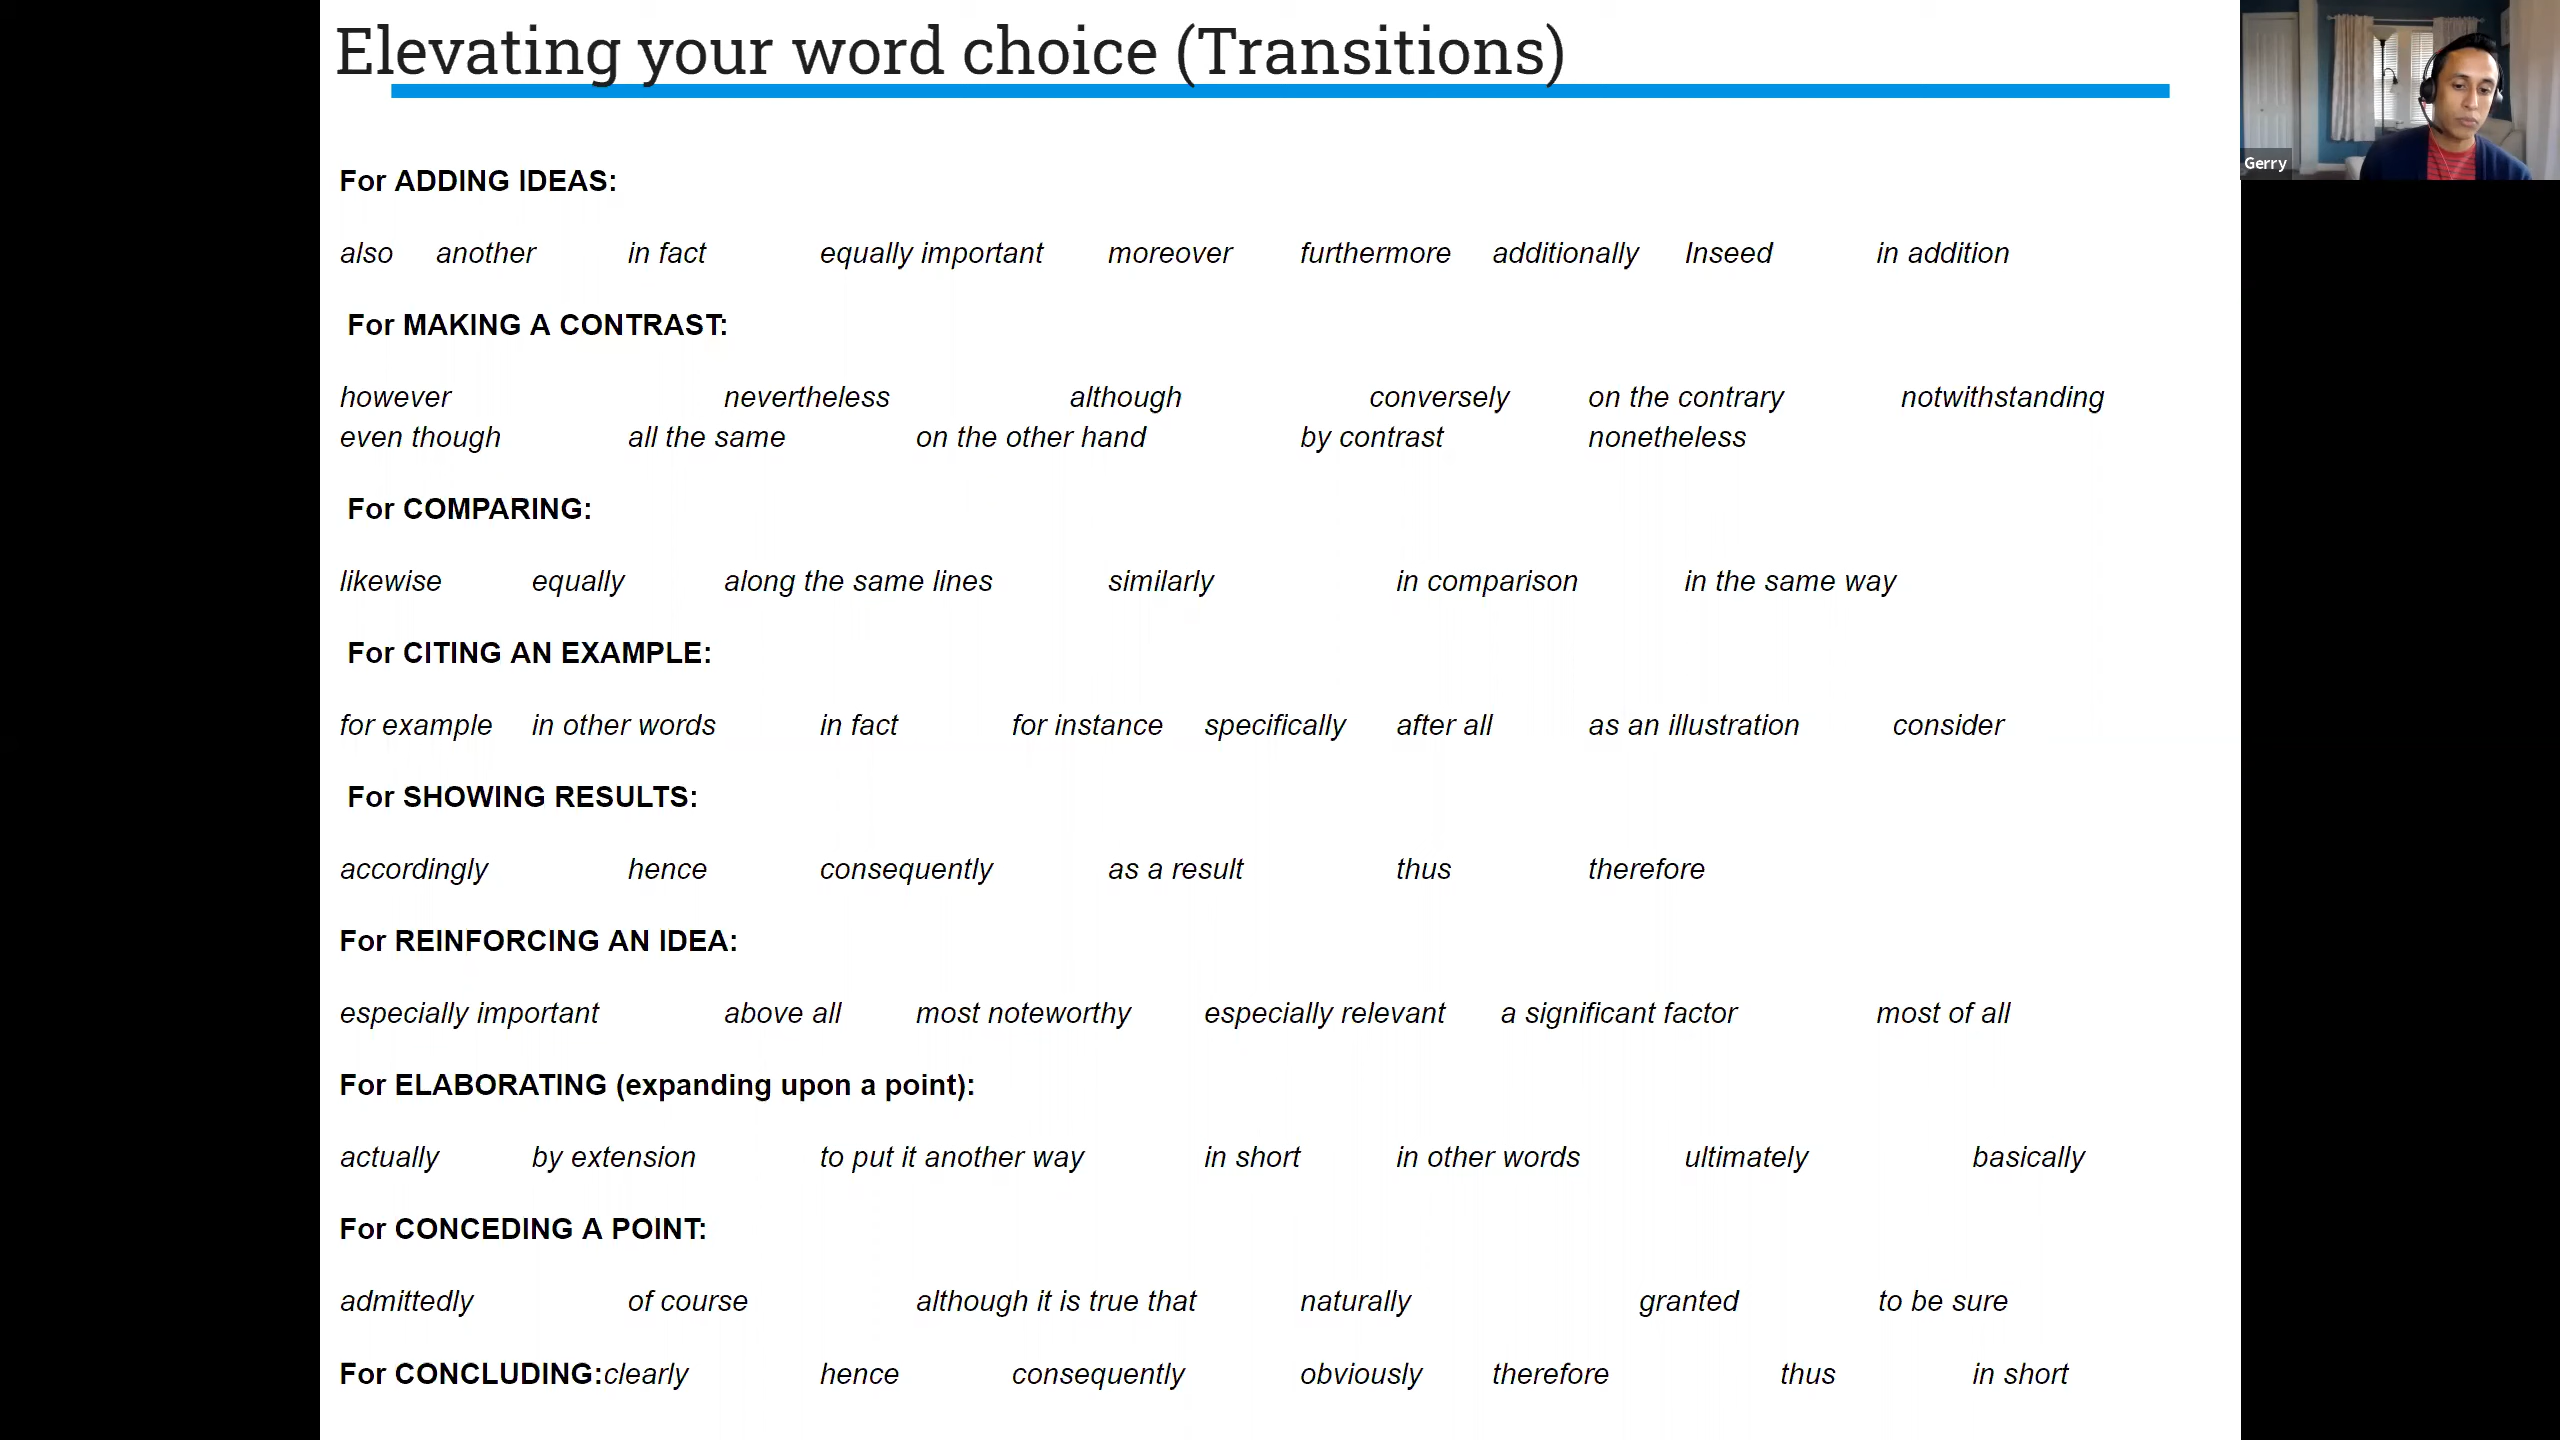 Elevating your word choice (Transitions)
Gerry
For ADDING IDEAS:
also another in fact equally important moreover furthermore additionally Inseed in addition
For MAKING A CONTRAST:
however nevertheless although conversely on the contrary notwithstanding
even though all the same on the other hand by contrast nonetheless
For COMPARING:
likewise equally along the same lines similarly in comparison in the same way
For CITING AN EXAMPLE:
for example in other words in fact for instance specifically after all as an illustration consider
For SHOWING RESULTS:
accordingly hence consequently as a result thus therefore
For REINFORCING AN IDEA:
especially important above all most noteworthy especially relevant a significant factor most of all
For ELABORATING (expanding upon a point):
actually by extension to put it another way in short in other words ultimately basically
For CONCEDING A POINT:
admittedly of course although it is true that naturally granted to be sure
For CONCLUDING:clearly hence consequently obviously therefore thus in short